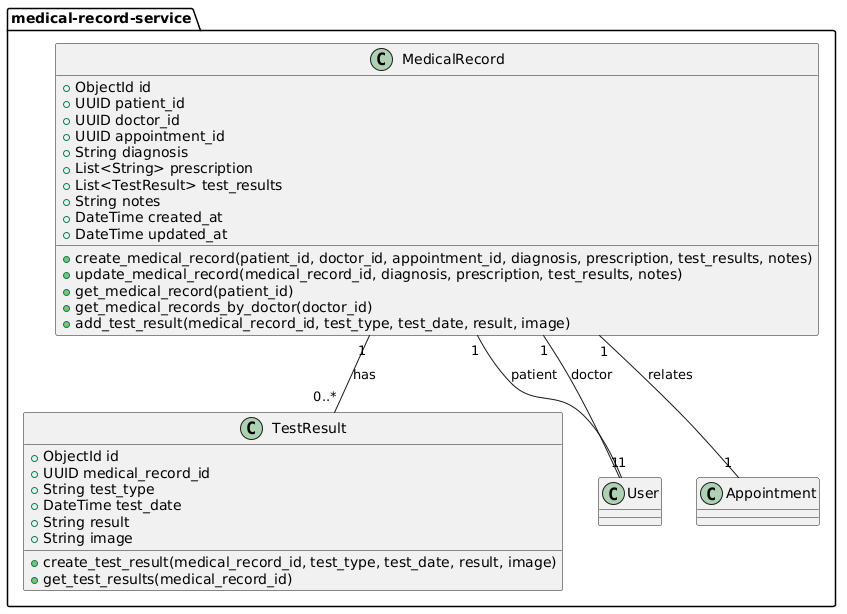 medical-record-service
C MedicalRecord
ObjectId id
UUID patient_id
UUID doctor_id
UUID appointment_id
String diagnosis
List<String> prescription
List<TestResult> test_results
String notes
DateTime created_at
DateTime updated_at
create_medical_record(patient_id, doctor_id, appointment_id, diagnosis, prescription, test_results, notes)
update_medical_record(medical_record_id, diagnosis, prescription, test_results, notes)
get_medical_record(patient_id)
get_medical_records_by_doctor(doctor_id)
add_test_result(medical_record_id, test_type, test_date, result, image)
1 1 1 1
has patient doctor relates
0..*
C TestResult
ObjectId id
UUID medical_record_id
String test_type
DateTime test_date
String result
String image
create_test_result(medical_record_id, test_type, test_date, result, image)
get_test_results(medical_record_id)
1 1 1
C User
C Appointment